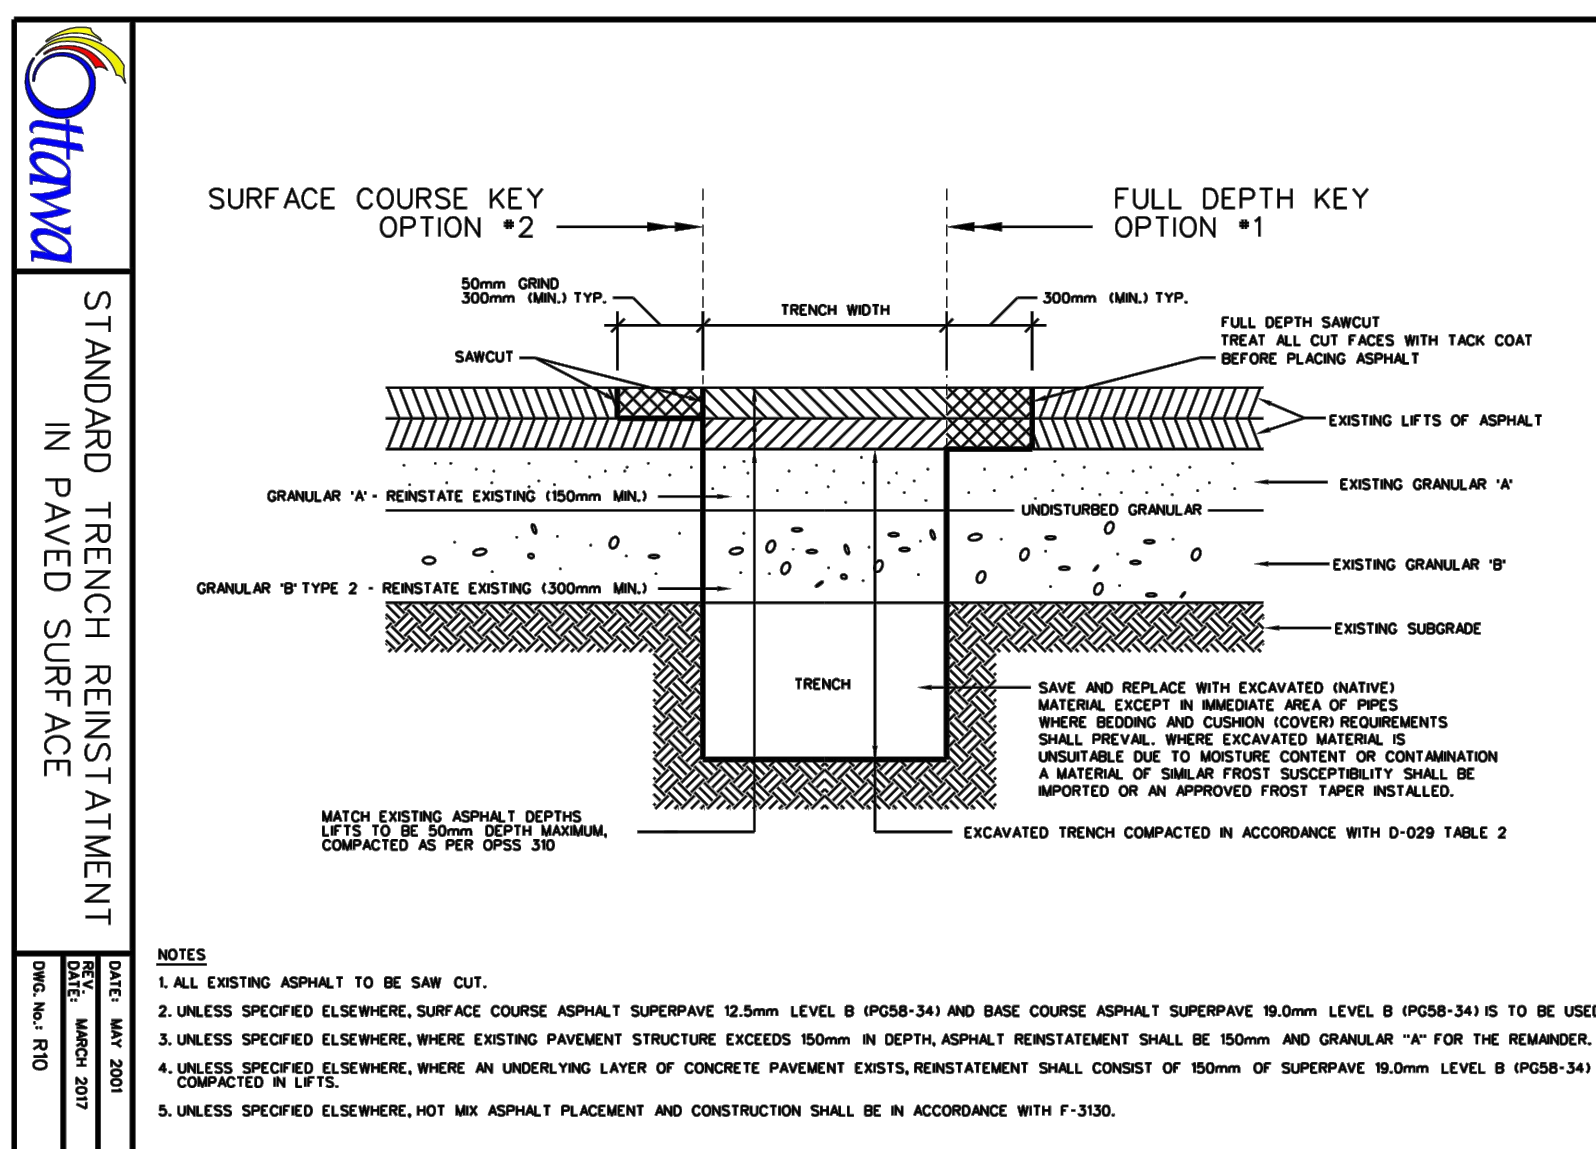 Ottawa
STANDARD TRENCH REINSTATEMENT
IN PAVED SURFACE
DATE: MAY 2001
REV.
DATE: MARCH 2017
DWG. No.: R10
SURFACE COURSE KEY
OPTION #2
FULL DEPTH KEY
OPTION #1
50mm GRIND
300mm (MIN.) TYP.
TRENCH WIDTH
300mm (MIN.) TYP.
SAWCUT
FULL DEPTH SAWCUT
TREAT ALL CUT FACES WITH TACK COAT
BEFORE PLACING ASPHALT
EXISTING LIFTS OF ASPHALT
GRANULAR 'A' - REINSTATE EXISTING (150mm MIN.)
EXISTING GRANULAR 'A'
UNDISTURBED GRANULAR
EXISTING GRANULAR 'B'
GRANULAR 'B' TYPE 2 - REINSTATE EXISTING (300mm MIN.)
EXISTING SUBGRADE
TRENCH
SAVE AND REPLACE WITH EXCAVATED (NATIVE)
MATERIAL EXCEPT IN IMMEDIATE AREA OF PIPES
WHERE BEDDING AND CUSHION (COVER) REQUIREMENTS
SHALL PREVAIL. WHERE EXCAVATED MATERIAL IS
UNSUITABLE DUE TO MOISTURE CONTENT OR CONTAMINATION
A MATERIAL OF SIMILAR FROST SUSCEPTIBILITY SHALL BE
IMPORTED OR AN APPROVED FROST TAPER INSTALLED.
MATCH EXISTING ASPHALT DEPTHS
LIFTS TO BE 50mm DEPTH MAXIMUM,
COMPACTED AS PER OPSS 310
EXCAVATED TRENCH COMPACTED IN ACCORDANCE WITH D-029 TABLE 2
NOTES
1. ALL EXISTING ASPHALT TO BE SAW CUT.
2. UNLESS SPECIFIED ELSEWHERE, SURFACE COURSE ASPHALT SUPERPAVE 12.5mm LEVEL B (PG58-34) AND BASE COURSE ASPHALT SUPERPAVE 19.0mm LEVEL B (PG58-34) IS TO BE USED
3. UNLESS SPECIFIED ELSEWHERE, WHERE EXISTING PAVEMENT STRUCTURE EXCEEDS 150mm IN DEPTH, ASPHALT REINSTATEMENT SHALL BE 150mm AND GRANULAR "A" FOR THE REMAINDER.
4. UNLESS SPECIFIED ELSEWHERE, WHERE AN UNDERLYING LAYER OF CONCRETE PAVEMENT EXISTS, REINSTATEMENT SHALL CONSIST OF 150mm OF SUPERPAVE 19.0mm LEVEL B (PG58-34)
COMPACTED IN LIFTS.
5. UNLESS SPECIFIED ELSEWHERE, HOT MIX ASPHALT PLACEMENT AND CONSTRUCTION SHALL BE IN ACCORDANCE WITH F-3130.